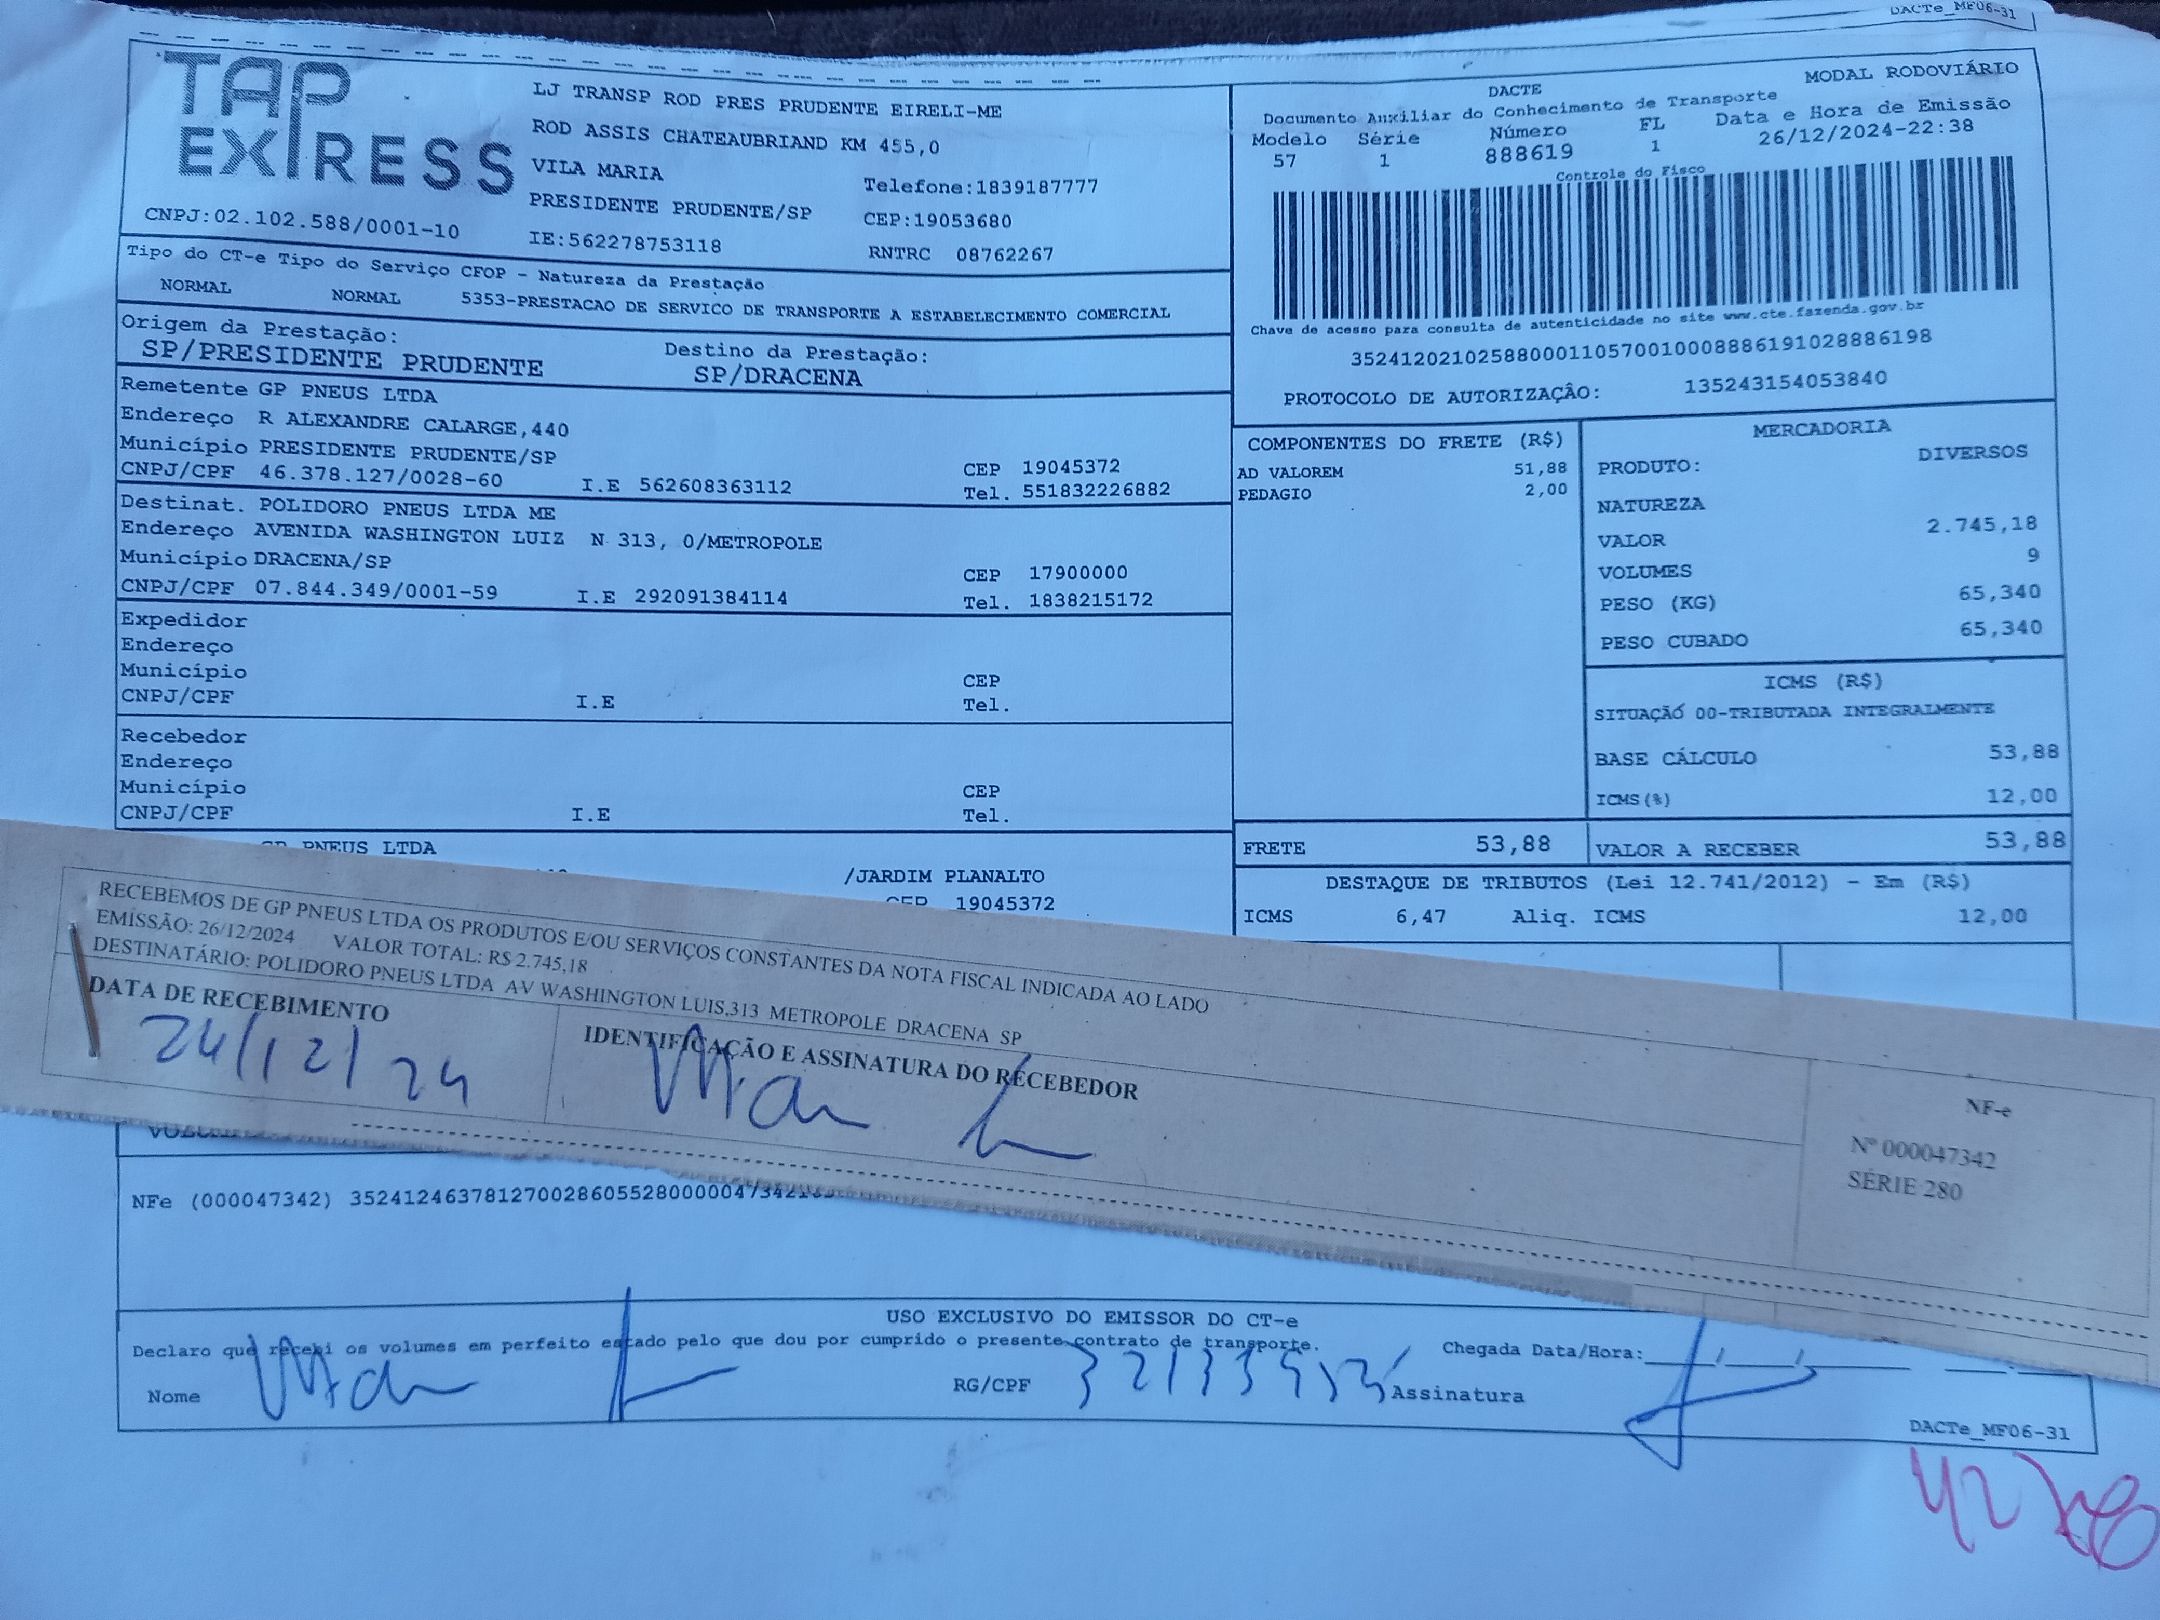 DACTe_MF06-31
TAP EXPRESS
CNPJ:02.102.588/0001-10
LJ TRANSP ROD PRES PRUDENTE EIRELI-ME
ROD ASSIS CHATEAUBRIAND KM 455,0
VILA MARIA
Telefone:1839187777
PRESIDENTE PRUDENTE/SP
CEP:19053680
IE:562278753118
RNTRC 08762267
DACTE
MODAL RODOVIÁRIO
Documento Auxiliar do Conhecimento de Transporte
Modelo Série Número FL Data e Hora de Emissão
57 1 888619 1 26/12/2024-22:38
Controle do Fisco
Chave de acesso para consulta de autenticidade no site www.cte.fazenda.gov.br
35241202102588000110570010008886191028886198
PROTOCOLO DE AUTORIZAÇÂO: 135243154053840
Tipo do CT-e Tipo do Serviço CFOP - Natureza da Prestação
NORMAL NORMAL 5353-PRESTACAO DE SERVICO DE TRANSPORTE A ESTABELECIMENTO COMERCIAL
Origem da Prestação: Destino da Prestação:
SP/PRESIDENTE PRUDENTE SP/DRACENA
Remetente GP PNEUS LTDA
Endereço R ALEXANDRE CALARGE,440
Município PRESIDENTE PRUDENTE/SP CEP 19045372
CNPJ/CPF 46.378.127/0028-60 I.E 562608363112 Tel. 551832226882
Destinat. POLIDORO PNEUS LTDA ME
Endereço AVENIDA WASHINGTON LUIZ N 313, 0/METROPOLE
Município DRACENA/SP CEP 17900000
CNPJ/CPF 07.844.349/0001-59 I.E 292091384114 Tel. 1838215172
Expedidor
Endereço
Município CEP
CNPJ/CPF I.E Tel.
Recebedor
Endereço
Município CEP
CNPJ/CPF I.E Tel.
GP PNEUS LTDA
/JARDIM PLANALTO
CEP 19045372
COMPONENTES DO FRETE (R$)
AD VALOREM 51,88
PEDAGIO 2,00
MERCADORIA
PRODUTO: DIVERSOS
NATUREZA
VALOR 2.745,18
VOLUMES 9
PESO (KG) 65,340
PESO CUBADO 65,340
ICMS (R$)
SITUAÇÃO 00-TRIBUTADA INTEGRALMENTE
BASE CÁLCULO 53,88
ICMS(%) 12,00
FRETE 53,88 VALOR A RECEBER 53,88
DESTAQUE DE TRIBUTOS (Lei 12.741/2012) - Em (R$)
ICMS 6,47 Aliq. ICMS 12,00
RECEBEMOS DE GP PNEUS LTDA OS PRODUTOS E/OU SERVIÇOS CONSTANTES DA NOTA FISCAL INDICADA AO LADO
EMISSÃO: 26/12/2024 VALOR TOTAL: R$ 2.745,18
DESTINATÁRIO: POLIDORO PNEUS LTDA AV WASHINGTON LUIS,313 METROPOLE DRACENA SP
DATA DE RECEBIMENTO
24/12/24
IDENTIFICAÇÃO E ASSINATURA DO RECEBEDOR
NF-e
Nº 000047342
SÉRIE 280
NFe (000047342)
USO EXCLUSIVO DO EMISSOR DO CT-e
Declaro que recebi os volumes em perfeito estado pelo que dou por cumprido o presente contrato de transporte.
Chegada Data/Hora:
Nome RG/CPF Assinatura
DACTe_MF06-31